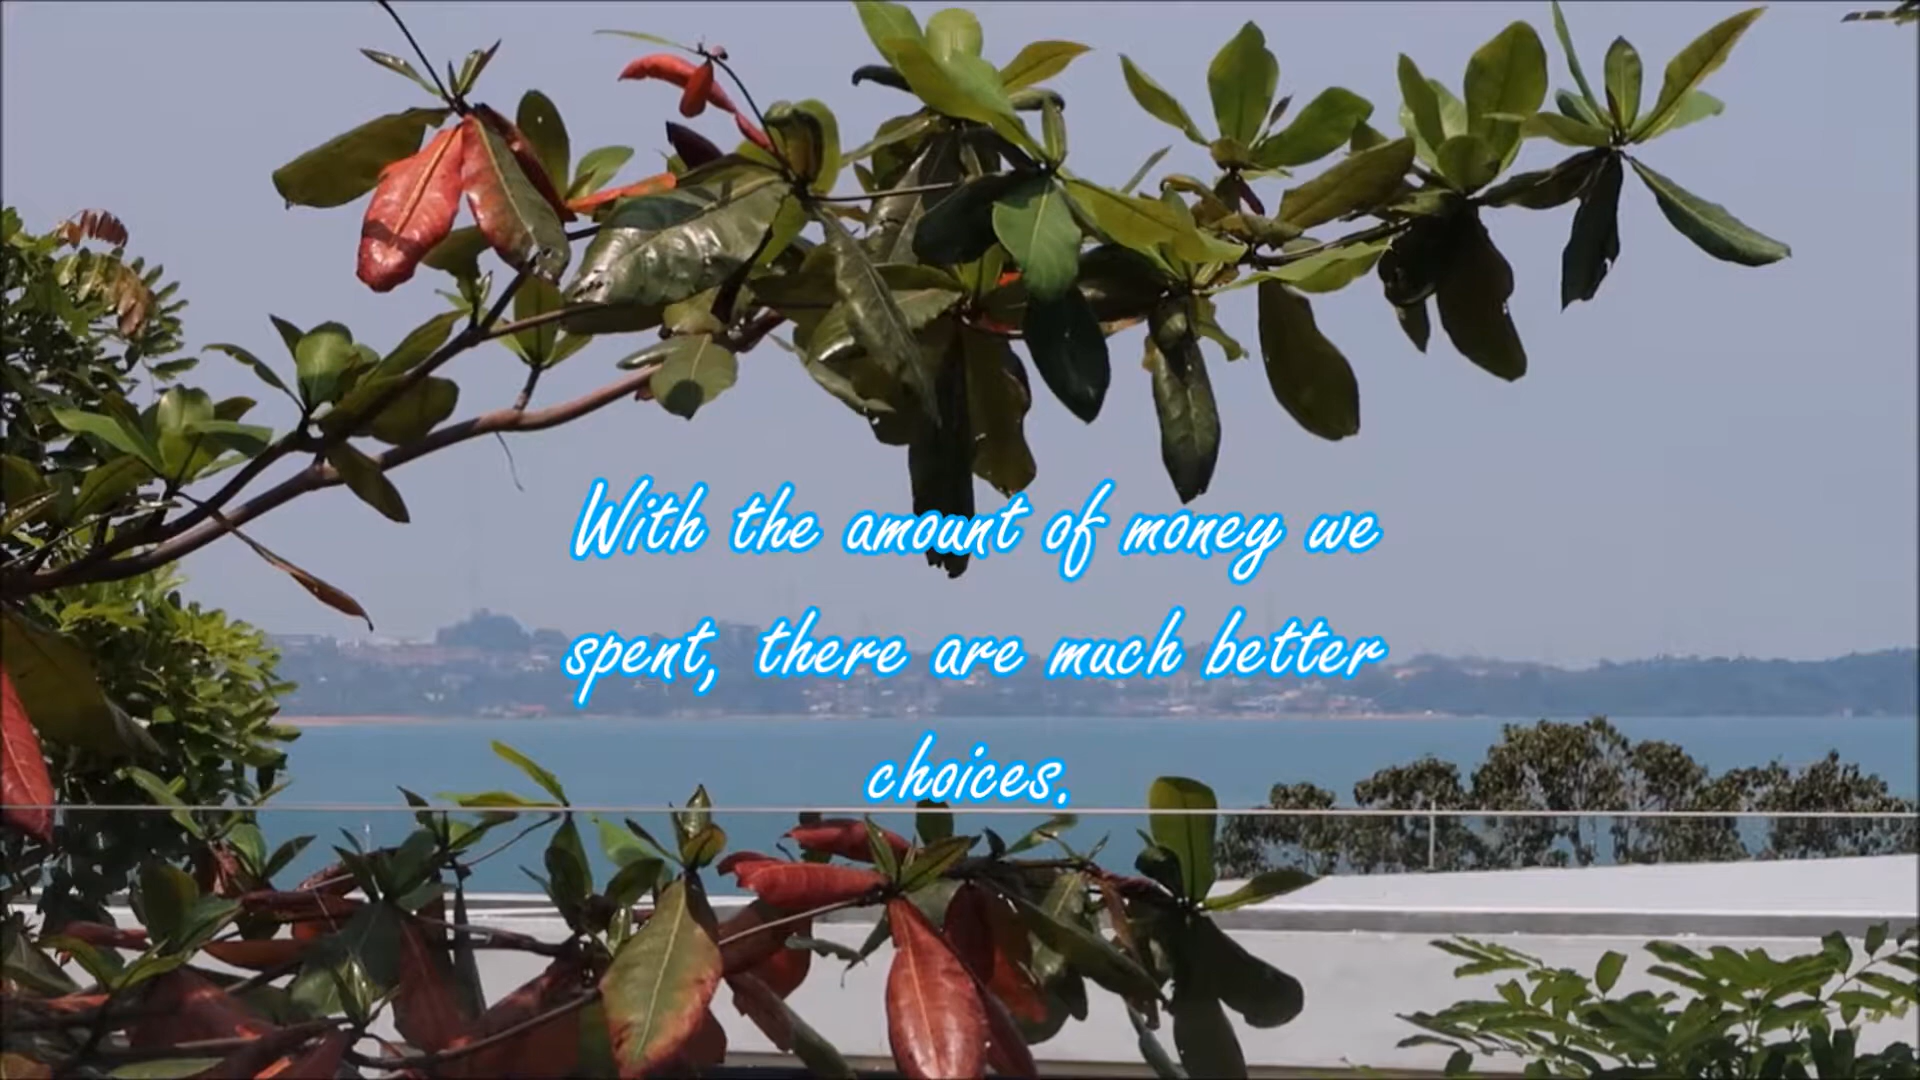 With the amount of money we
spent, there are much better
choices.